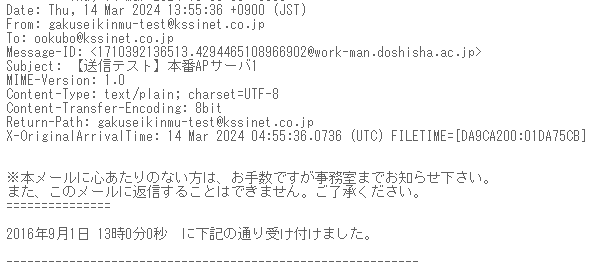 Date: Thu, 14 Mar 2024 13:55:36 +0900 (JST)
From: gakuseikinmu-test@kssinet.co.jp
To: ookubo@kssinet.co.jp
Message-ID: <1710392136513.4294465108966902@work-man.doshisha.ac.jp>
Subject: 【送信テスト】本番APサーバ1
MIME-Version: 1.0
Content-Type: text/plain; charset=UTF-8
Content-Transfer-Encoding: 8bit
Return-Path: gakuseikinmu-test@kssinet.co.jp
X-OriginalArrivalTime: 14 Mar 2024 04:55:36.0736 (UTC) FILETIME=[DA9CA200:01DA75CB]
※本メールに心あたりのない方は、お手数ですが事務室までお知らせ下さい。
また、このメールに返信することはできません。ご了承ください。
===============
2016年9月1日 13時0分0秒　に下記の通り受け付けました。
-----------------------------------------------------------